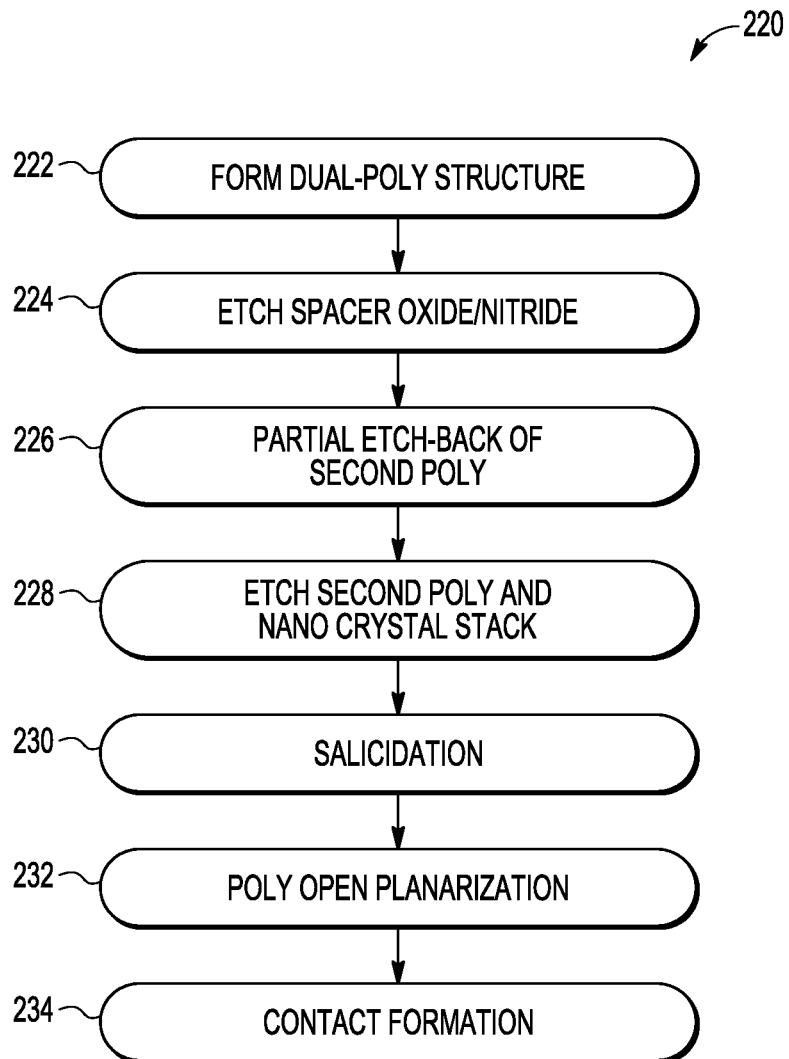 220
222
FORM DUAL-POLY STRUCTURE
224
ETCH SPACER OXIDE/NITRIDE
226
PARTIAL ETCH-BACK OF
SECOND POLY
228
ETCH SECOND POLY AND
NANO CRYSTAL STACK
230
SALICIDATION
232
POLY OPEN PLANARIZATION
234
CONTACT FORMATION